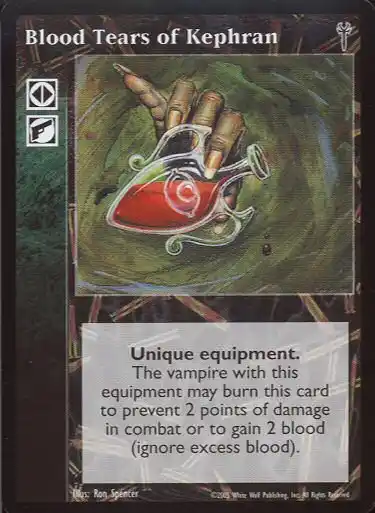 Blood Tears of Kephran
Unique equipment.
The vampire with this
equipment may burn this card
to prevent 2 points of damage
in combat or to gain 2 blood
(ignore excess blood).
Illus: Ron Spencer
©2005 White Wolf Publishing, Inc. All Rights Reserved